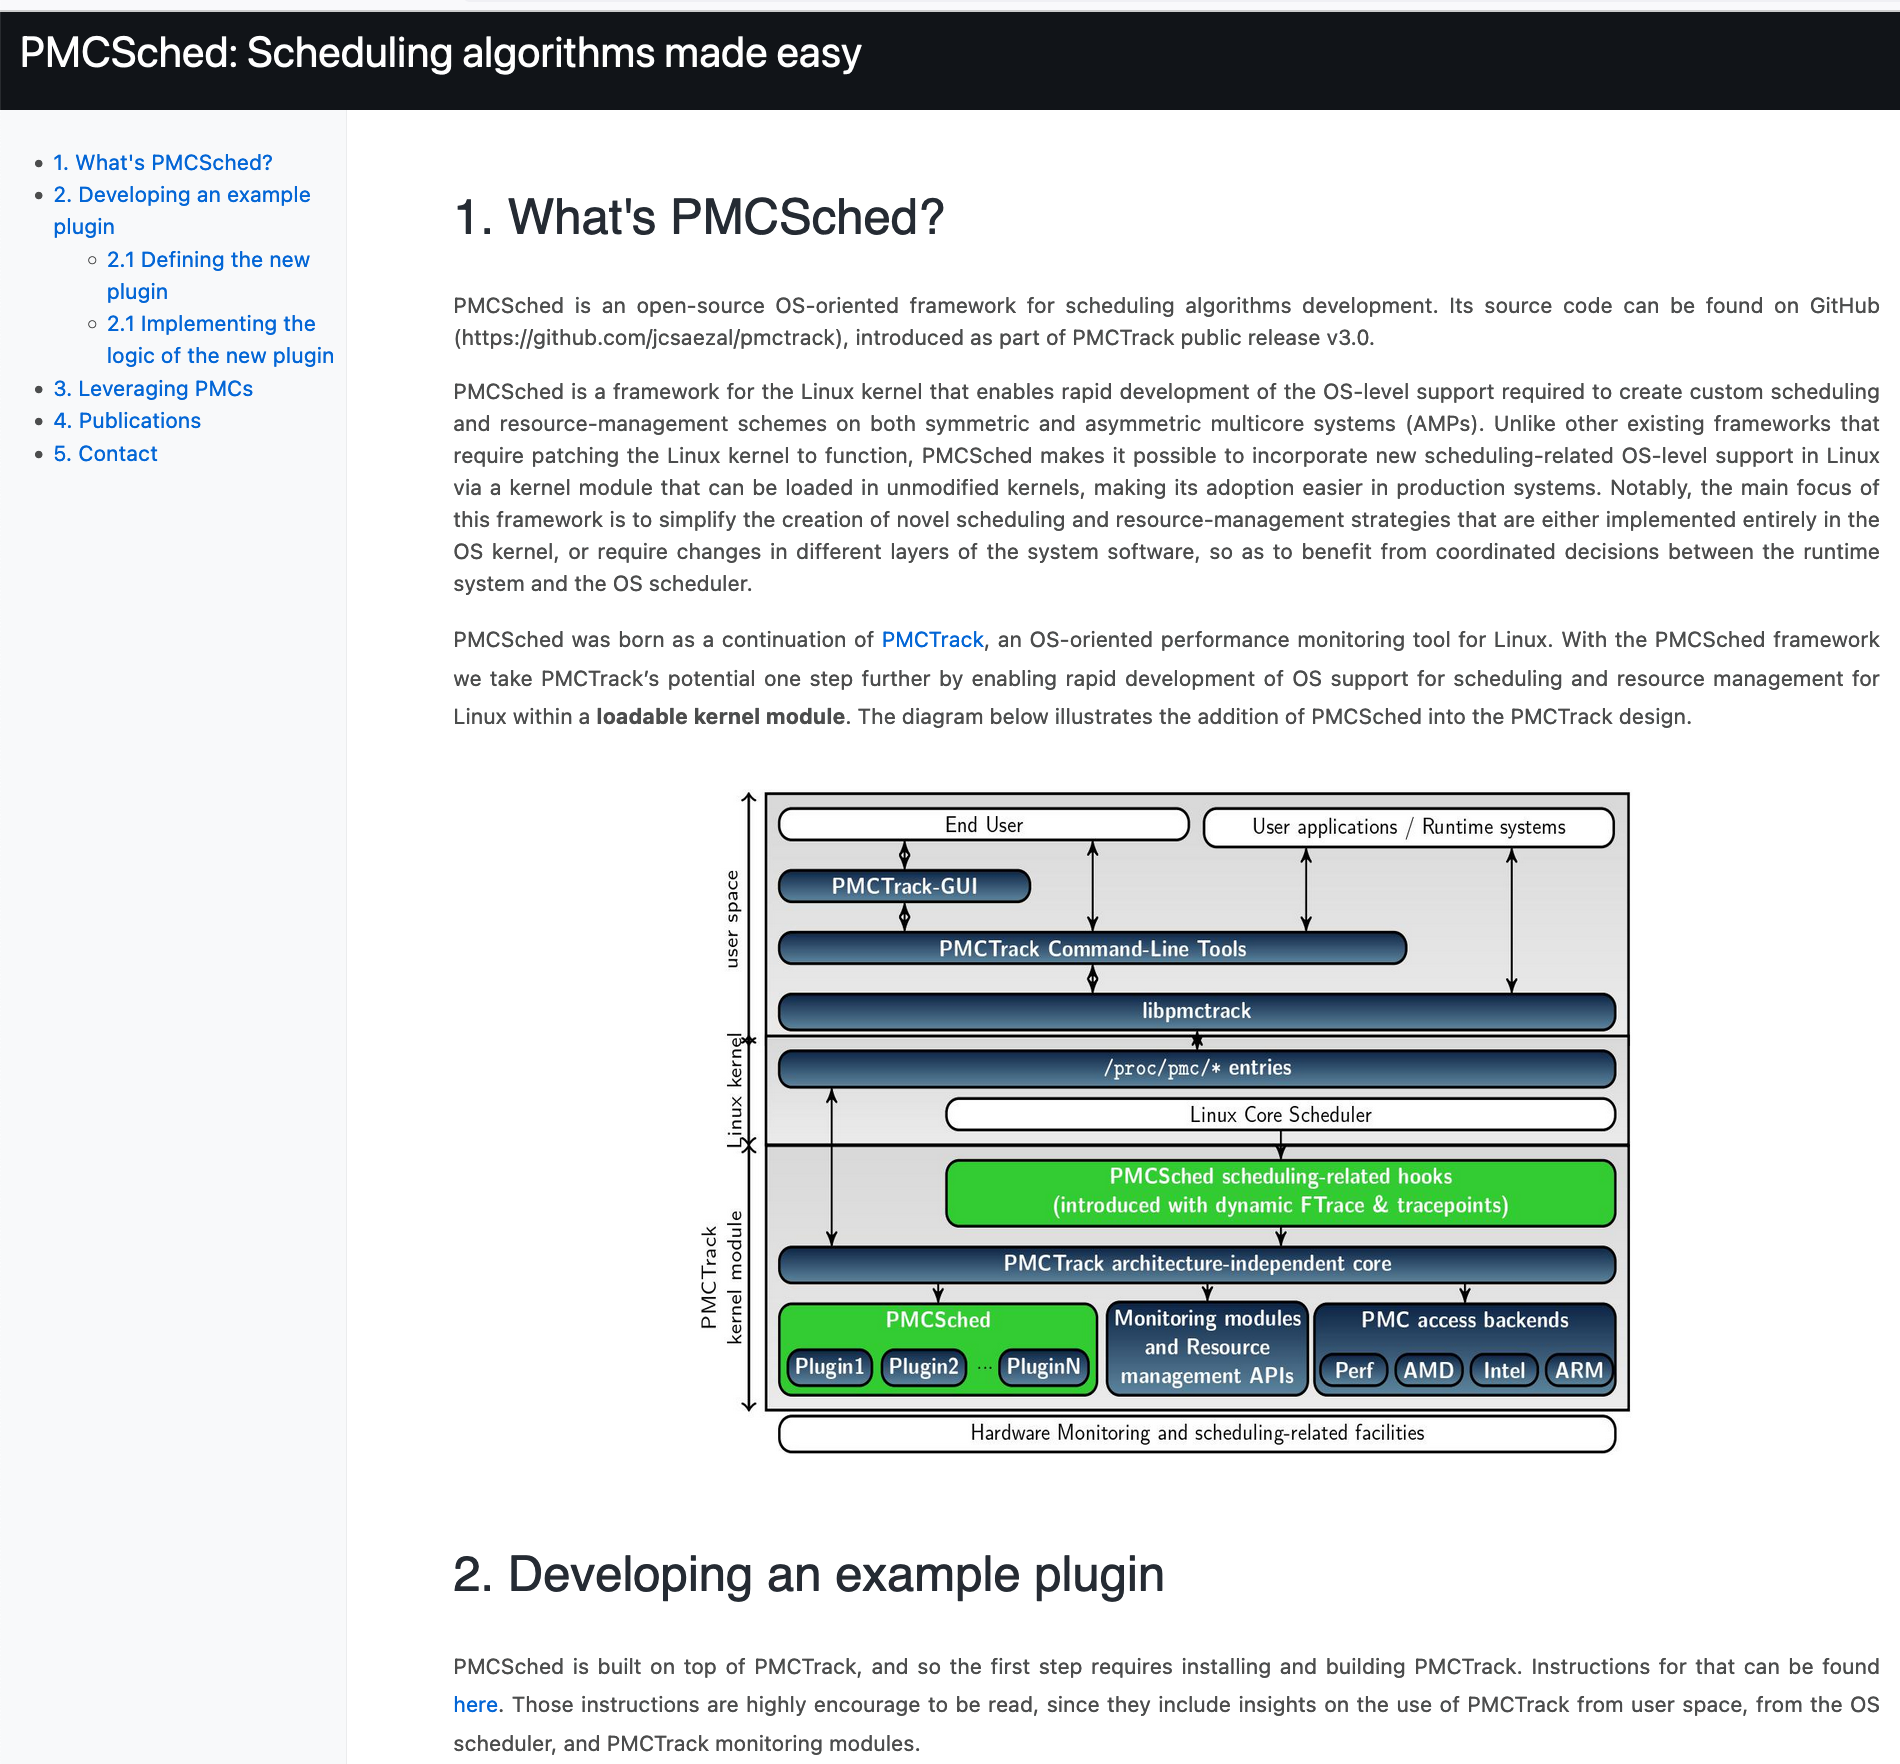 PMCSched: Scheduling algorithms made easy
1. What's PMCSched?
2. Developing an example
plugin
2.1 Defining the new
plugin
2.1 Implementing the
logic of the new plugin
3. Leveraging PMCs
4. Publications
5. Contact
1. What's PMCSched?
PMCSched is an open-source OS-oriented framework for scheduling algorithms development. Its source code can be found on GitHub
(https://github.com/jcsaezal/pmctrack), introduced as part of PMCTrack public release v3.0.
PMCSched is a framework for the Linux kernel that enables rapid development of the OS-level support required to create custom scheduling
and resource-management schemes on both symmetric and asymmetric multicore systems (AMPs). Unlike other existing frameworks that
require patching the Linux kernel to function, PMCSched makes it possible to incorporate new scheduling-related OS-level support in Linux
via a kernel module that can be loaded in unmodified kernels, making its adoption easier in production systems. Notably, the main focus of
this framework is to simplify the creation of novel scheduling and resource-management strategies that are either implemented entirely in the
OS kernel, or require changes in different layers of the system software, so as to benefit from coordinated decisions between the runtime
system and the OS scheduler.
PMCSched was born as a continuation of PMCTrack, an OS-oriented performance monitoring tool for Linux. With the PMCSched framework
we take PMCTrack’s potential one step further by enabling rapid development of OS support for scheduling and resource management for
Linux within a loadable kernel module. The diagram below illustrates the addition of PMCSched into the PMCTrack design.
user space
End User
User applications / Runtime systems
PMCTrack-GUI
PMCTrack Command-Line Tools
libpmctrack
Linux kernel
/proc/pmc/* entries
Linux Core Scheduler
PMCTrack
kernel module
PMCSched scheduling-related hooks
(introduced with dynamic FTrace & tracepoints)
PMCTrack architecture-independent core
PMCSched
Plugin1 Plugin2 ... PluginN
Monitoring modules
and Resource
management APIs
PMC access backends
Perf AMD Intel ARM
Hardware Monitoring and scheduling-related facilities
2. Developing an example plugin
PMCSched is built on top of PMCTrack, and so the first step requires installing and building PMCTrack. Instructions for that can be found
here. Those instructions are highly encourage to be read, since they include insights on the use of PMCTrack from user space, from the OS
scheduler, and PMCTrack monitoring modules.